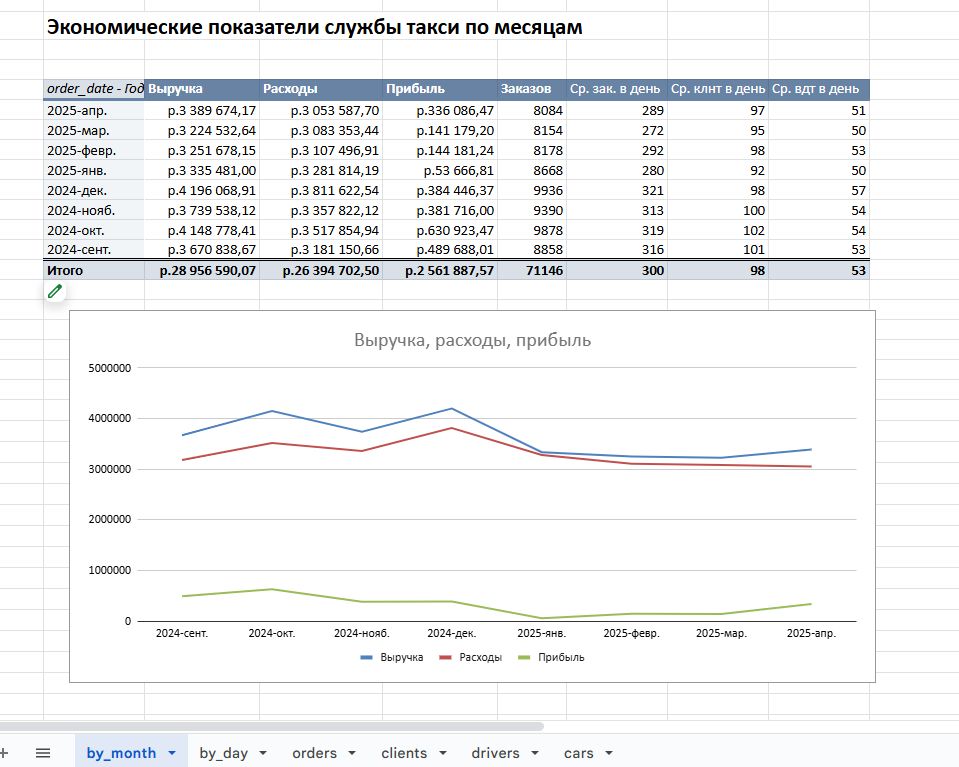 Экономические показатели службы такси по месяцам
order_date - Год Выручка Расходы Прибыль Заказов Ср. зак. в день Ср. клнт в день Ср. вдт в день
2025-апр. р.3 389 674,17 р.3 053 587,70 р.336 086,47 8084 289 97 51
2025-мар. р.3 224 532,64 р.3 083 353,44 р.141 179,20 8154 272 95 50
2025-февр. р.3 251 678,15 р.3 107 496,91 р.144 181,24 8178 292 98 53
2025-янв. р.3 335 481,00 р.3 281 814,19 р.53 666,81 8668 280 92 50
2024-дек. р.4 196 068,91 р.3 811 622,54 р.384 446,37 9936 321 98 57
2024-нояб. р.3 739 538,12 р.3 357 822,12 р.381 716,00 9390 313 100 54
2024-окт. р.4 148 778,41 р.3 517 854,94 р.630 923,47 9878 319 102 54
2024-сент. р.3 670 838,67 р.3 181 150,66 р.489 688,01 8858 316 101 53
Итого р.28 956 590,07 р.26 394 702,50 р.2 561 887,57 71146 300 98 53
Выручка, расходы, прибыль
5000000
4000000
3000000
2000000
1000000
0
2024-сент. 2024-окт. 2024-нояб. 2024-дек. 2025-янв. 2025-февр. 2025-мар. 2025-апр.
Выручка Расходы Прибыль
by_month by_day orders clients drivers cars